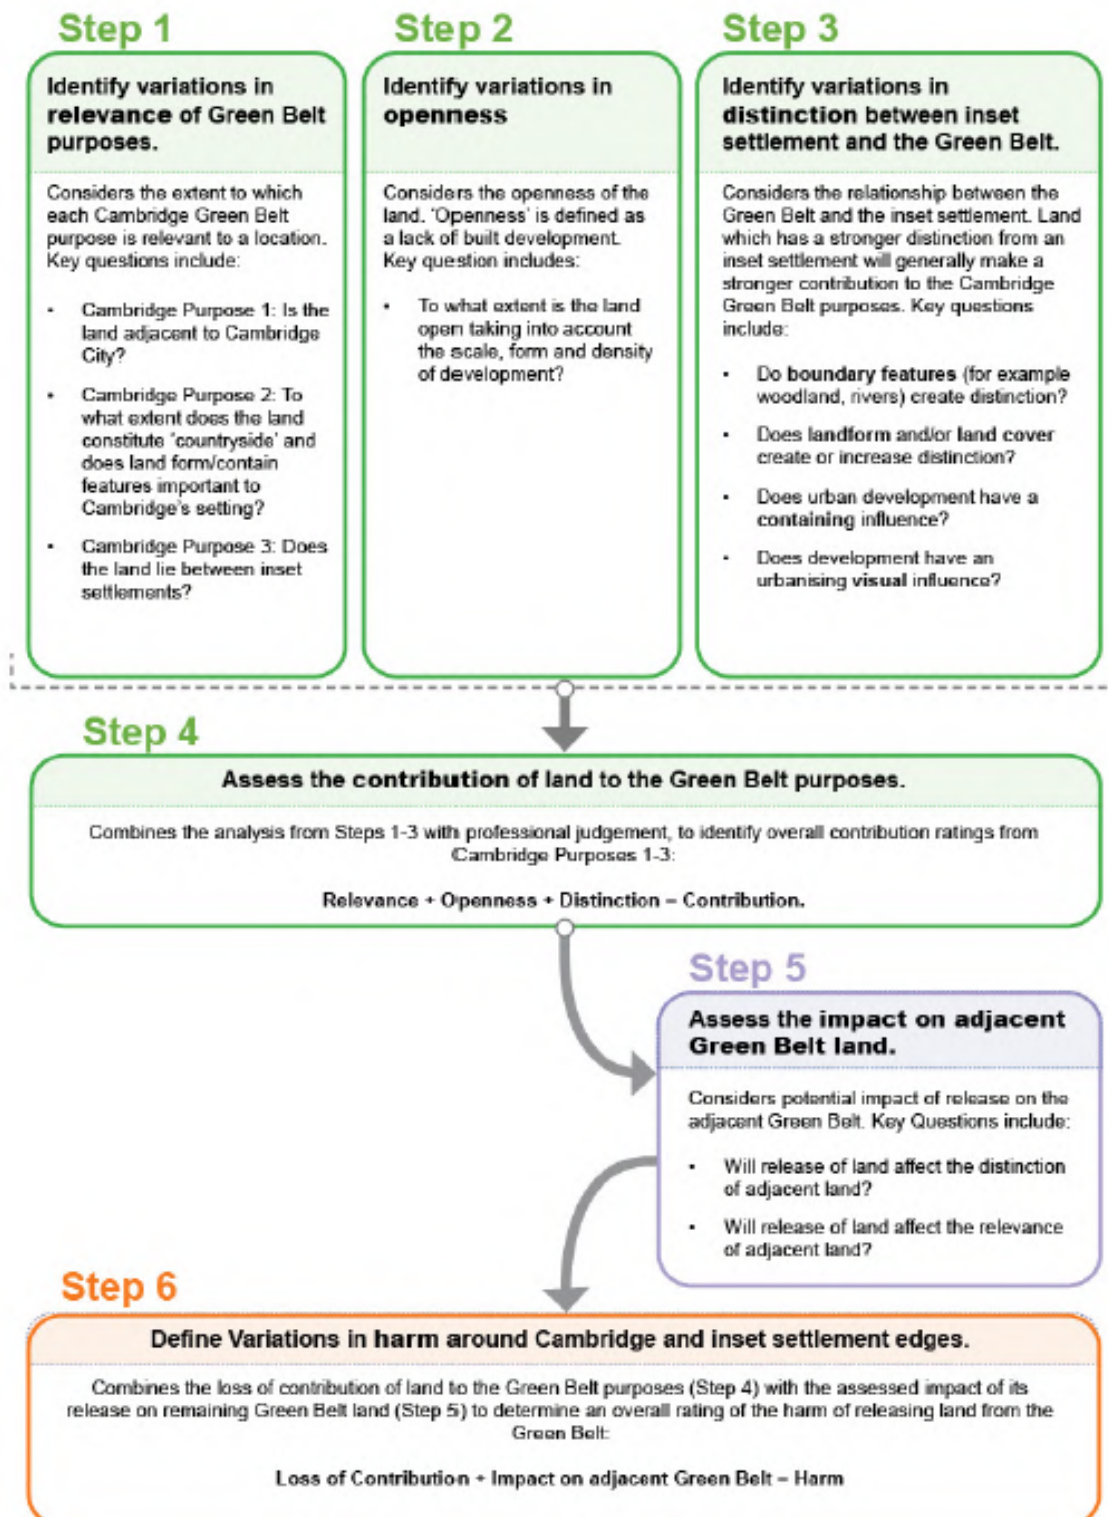 Step 1
Identify variations in
relevance of Green Belt
purposes.
Considers the extent to which
each Cambridge Green Belt
purpose is relevant to a location.
Key questions include:
• Cambridge Purpose 1: Is the
land adjacent to Cambridge
City?
• Cambridge Purpose 2: To
what extent does the land
constitute 'countryside' and
does land form/contain
features important to
Cambridge's setting?
• Cambridge Purpose 3: Does
the land lie between inset
settlements?
Step 2
Identify variations in
openness
Considers the openness of the
land. 'Openness' is defined as
a lack of built development.
Key question includes:
• To what extent is the land
open taking into account
the scale, form and density
of development?
Step 3
Identify variations in
distinction between inset
settlement and the Green Belt.
Considers the relationship between the
Green Belt and the inset settlement. Land
which has a stronger distinction from an
inset settlement will generally make a
stronger contribution to the Cambridge
Green Belt purposes. Key questions
include:
• Do boundary features (for example
woodland, rivers) create distinction?
• Does landform and/or land cover
create or increase distinction?
• Does urban development have a
containing influence?
• Does development have an
urbanising visual influence?
Step 4
Assess the contribution of land to the Green Belt purposes.
Combines the analysis from Steps 1-3 with professional judgement, to identify overall contribution ratings from
Cambridge Purposes 1-3:
Relevance + Openness + Distinction = Contribution.
Step 5
Assess the impact on adjacent
Green Belt land.
Considers potential impact of release on the
adjacent Green Belt. Key Questions include:
• Will release of land affect the distinction
of adjacent land?
• Will release of land affect the relevance
of adjacent land?
Step 6
Define Variations in harm around Cambridge and inset settlement edges.
Combines the loss of contribution of land to the Green Belt purposes (Step 4) with the assessed impact of its
release on remaining Green Belt land (Step 5) to determine an overall rating of the harm of releasing land from the
Green Belt:
Loss of Contribution + Impact on adjacent Green Belt = Harm